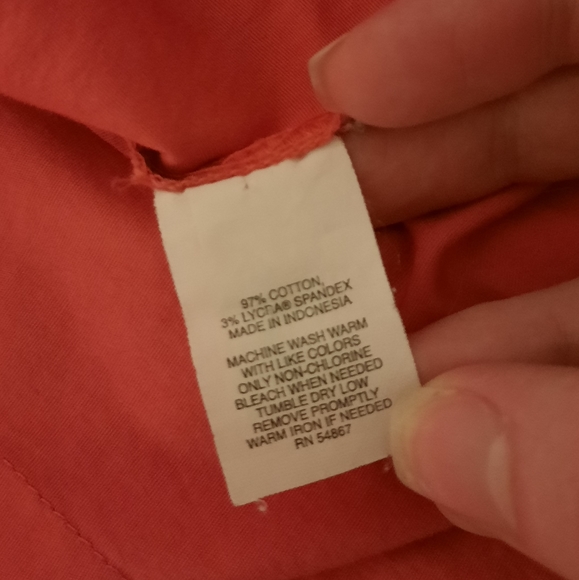 97% COTTON,
3% LYCRA® SPANDEX
MADE IN INDONESIA
MACHINE WASH WARM
WITH LIKE COLORS
ONLY NON-CHLORINE
BLEACH WHEN NEEDED
TUMBLE DRY LOW
REMOVE PROMPTLY
WARM IRON IF NEEDED
RN 54867